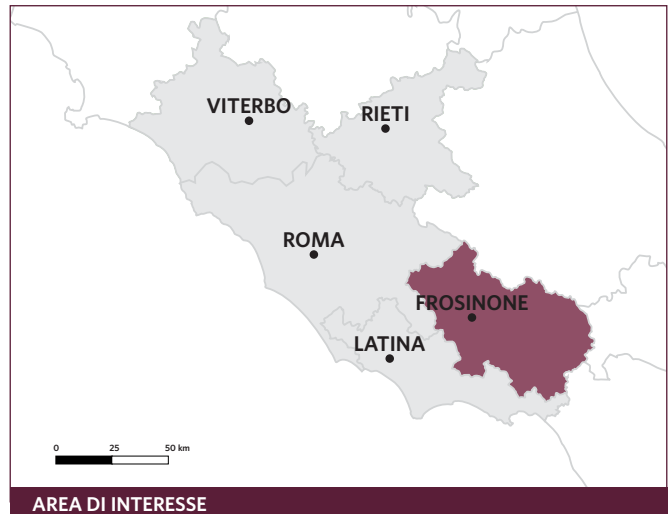 VITERBO
RIETI
ROMA
FROSINONE
LATINA
0 25 50 km
AREA DI INTERESSE